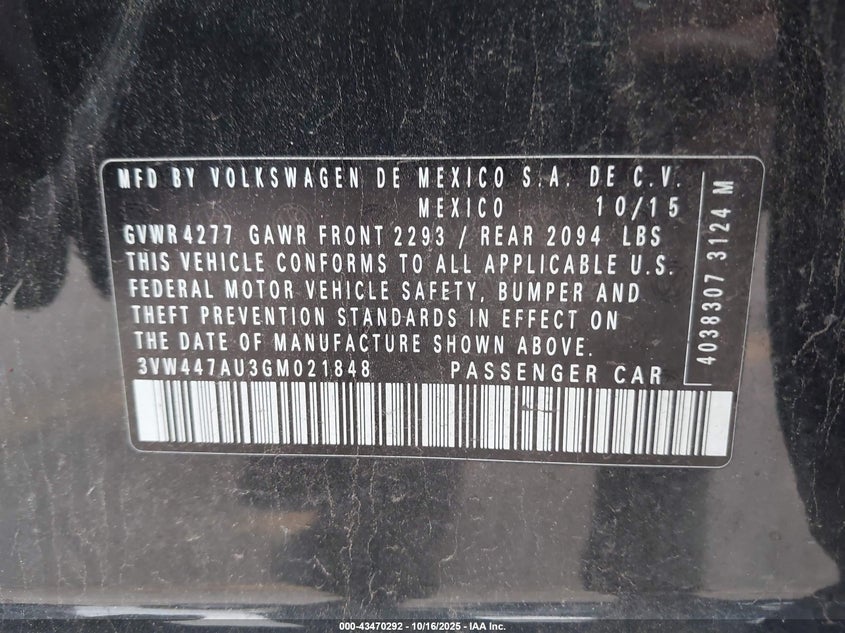 MFD BY VOLKSWAGEN DE MEXICO S.A. DE C.V.
MEXICO 10/15
GVWR4277 GAWR FRONT 2293 / REAR 2094 LBS
THIS VEHICLE CONFORMS TO ALL APPLICABLE U.S.
FEDERAL MOTOR VEHICLE SAFETY, BUMPER AND
THEFT PREVENTION STANDARDS IN EFFECT ON
THE DATE OF MANUFACTURE SHOWN ABOVE.
3VW447AU3GM021848 PASSENGER CAR
4038307 3124 M
000-43470292 - 10/16/2025 - IAA Inc.